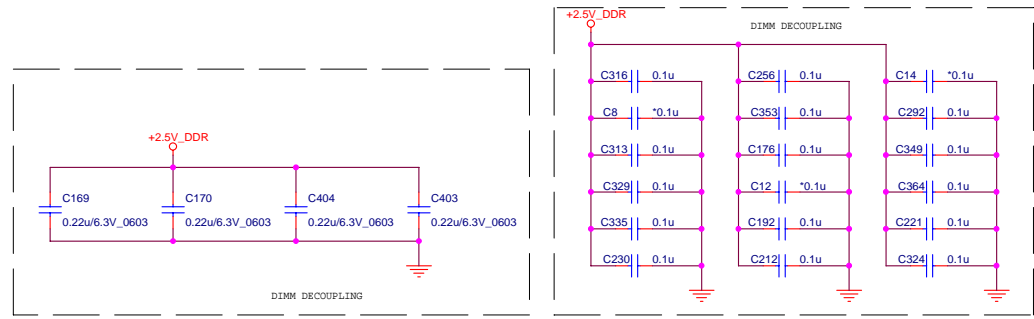 +2.5V_DDR
C169
0.22u/6.3V_0603
C170
0.22u/6.3V_0603
C404
0.22u/6.3V_0603
C403
0.22u/6.3V_0603
DIMM DECOUPLING
+2.5V_DDR
DIMM DECOUPLING
C316 0.1u
C8 *0.1u
C313 0.1u
C329 0.1u
C335 0.1u
C230 0.1u
C256 0.1u
C353 0.1u
C176 0.1u
C12 *0.1u
C192 0.1u
C212 0.1u
C14 *0.1u
C292 0.1u
C349 0.1u
C364 0.1u
C221 0.1u
C324 0.1u